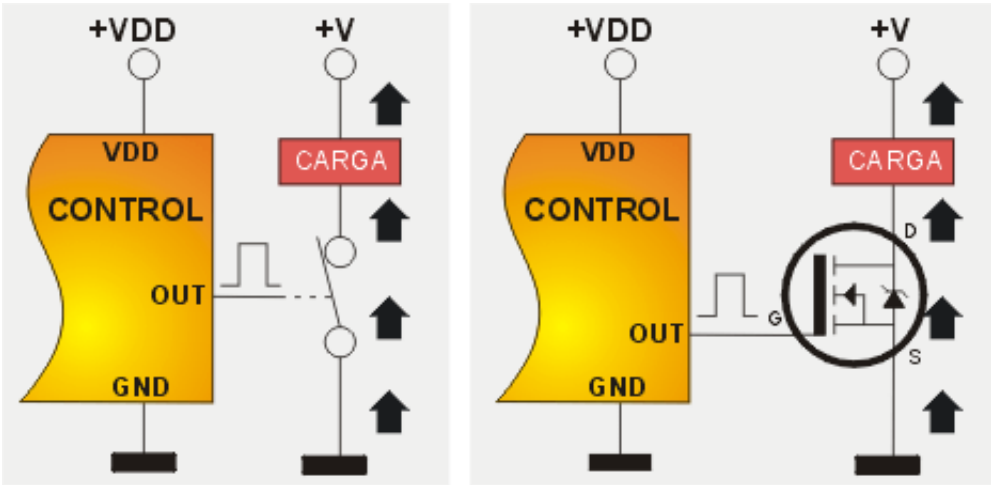 +VDD
+V
VDD
CARGA
CONTROL
OUT
GND
+VDD
+V
VDD
CARGA
CONTROL
D
G
OUT
S
GND